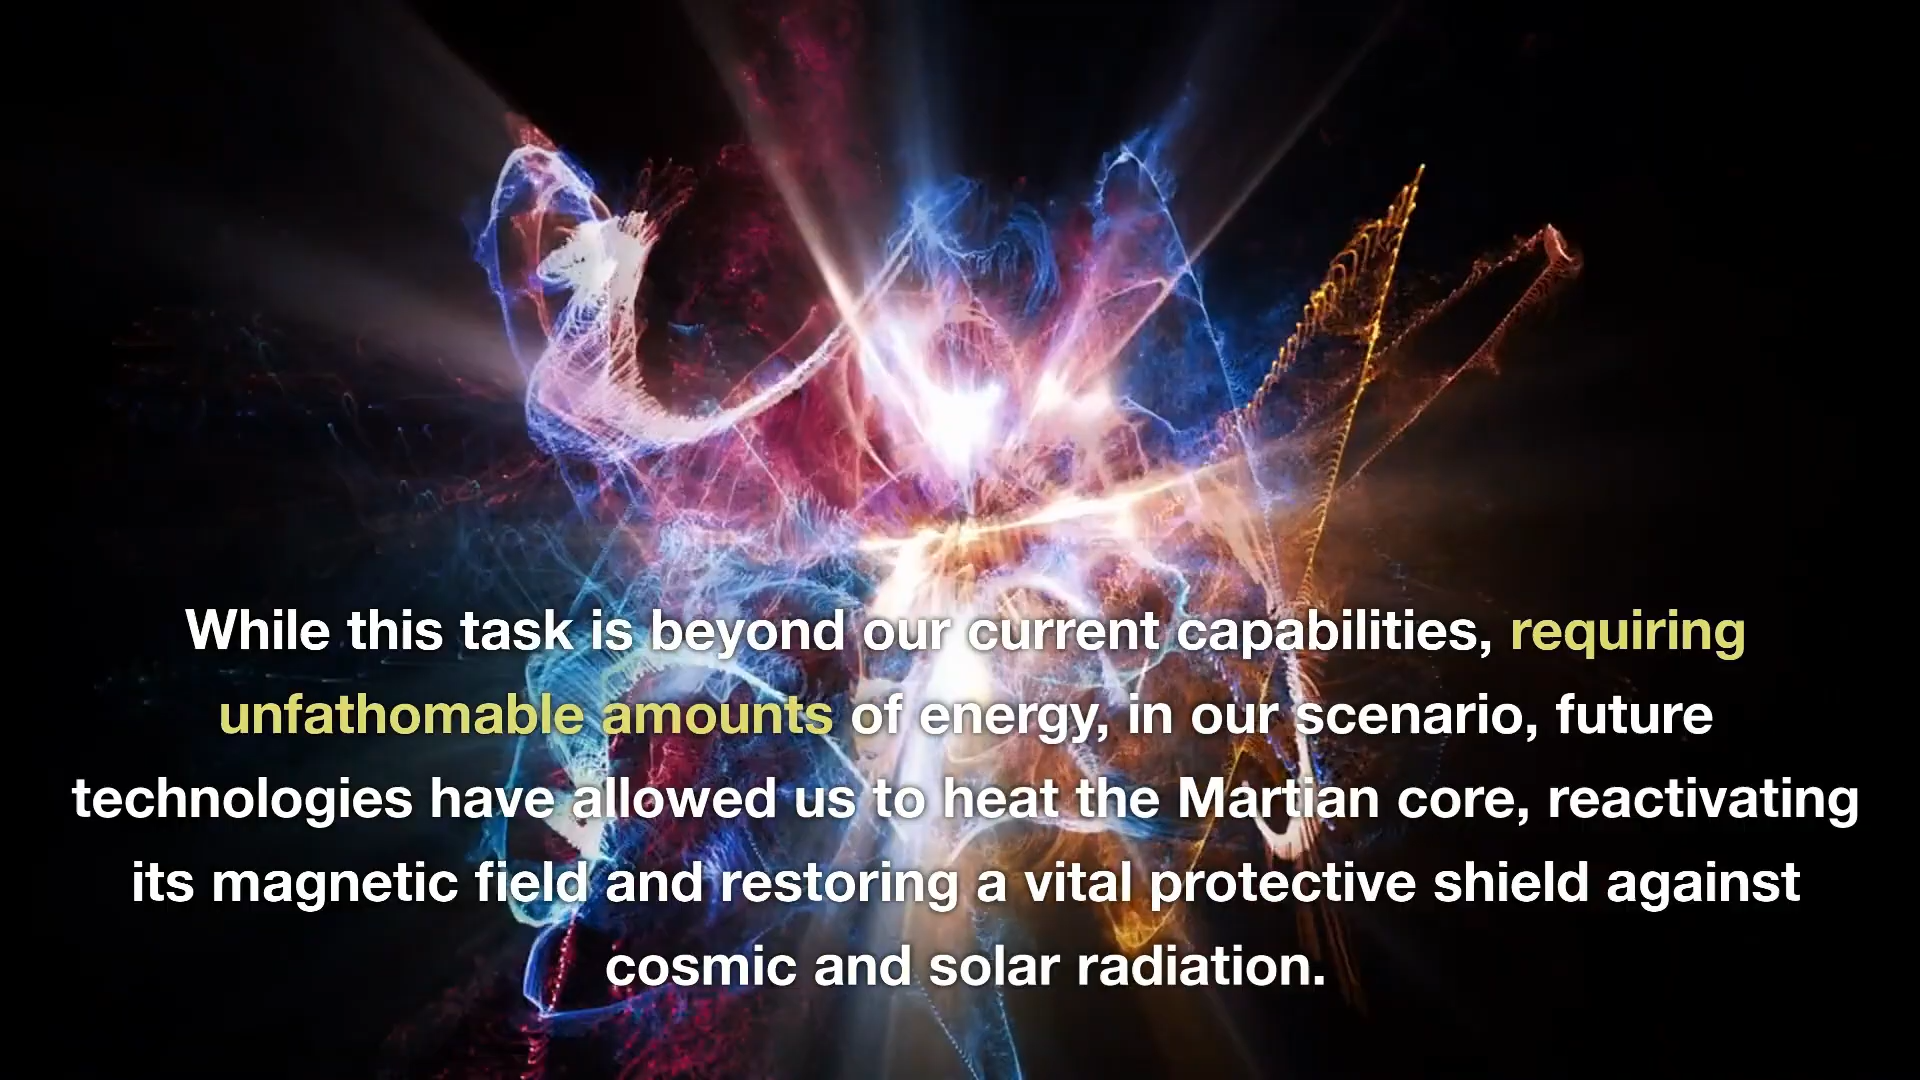 While this task is beyond our current capabilities, requiring
unfathomable amounts of energy, in our scenario, future
technologies have allowed us to heat the Martian core, reactivating
its magnetic field and restoring a vital protective shield against
cosmic and solar radiation.